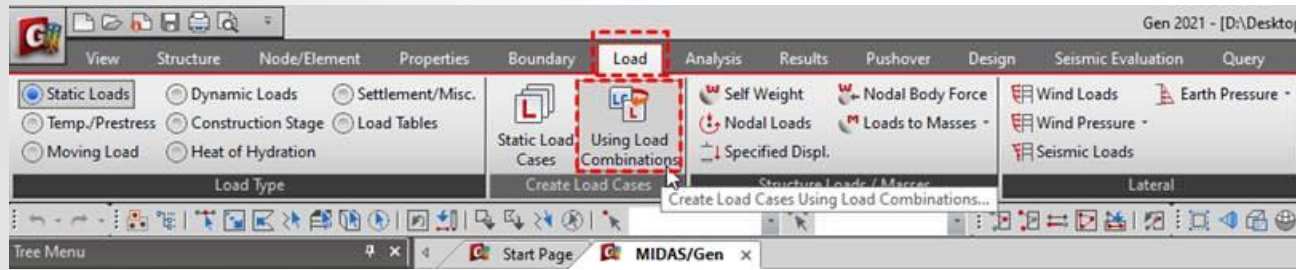 Gen 2021 - [D:\Desktop
View Structure Node/Element Properties Boundary Load Analysis Results Pushover Design Seismic Evaluation Query
Static Loads Dynamic Loads Settlement/Misc. Self Weight Nodal Body Force Wind Loads Earth Pressure
Temp./Prestress Construction Stage Load Tables Nodal Loads Loads to Masses Wind Pressure
Moving Load Heat of Hydration Static Load Cases Using Load Combinations Specified Displ. Seismic Loads
Load Type Create Load Cases Structure Loads / Masses Lateral
Create Load Cases Using Load Combinations...
Tree Menu Start Page MIDAS/Gen